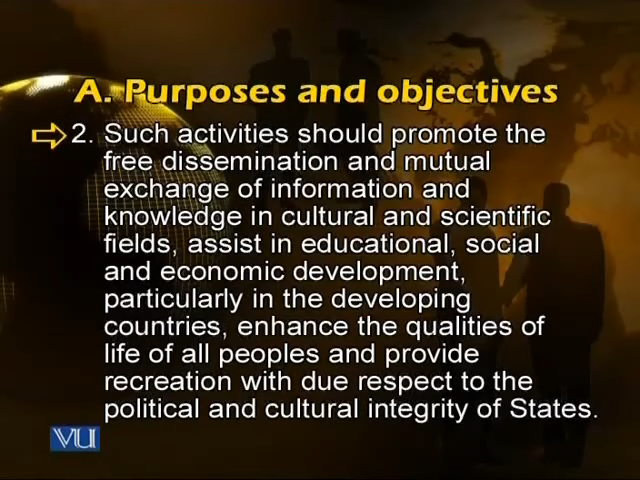 A. Purposes and objectives
2. Such activities should promote the
free dissemination and mutual
exchange of information and
knowledge in cultural and scientific
fields, assist in educational, social
and economic development,
particularly in the developing
countries, enhance the qualities of
life of all peoples and provide
recreation with due respect to the
political and cultural integrity of States.
VU